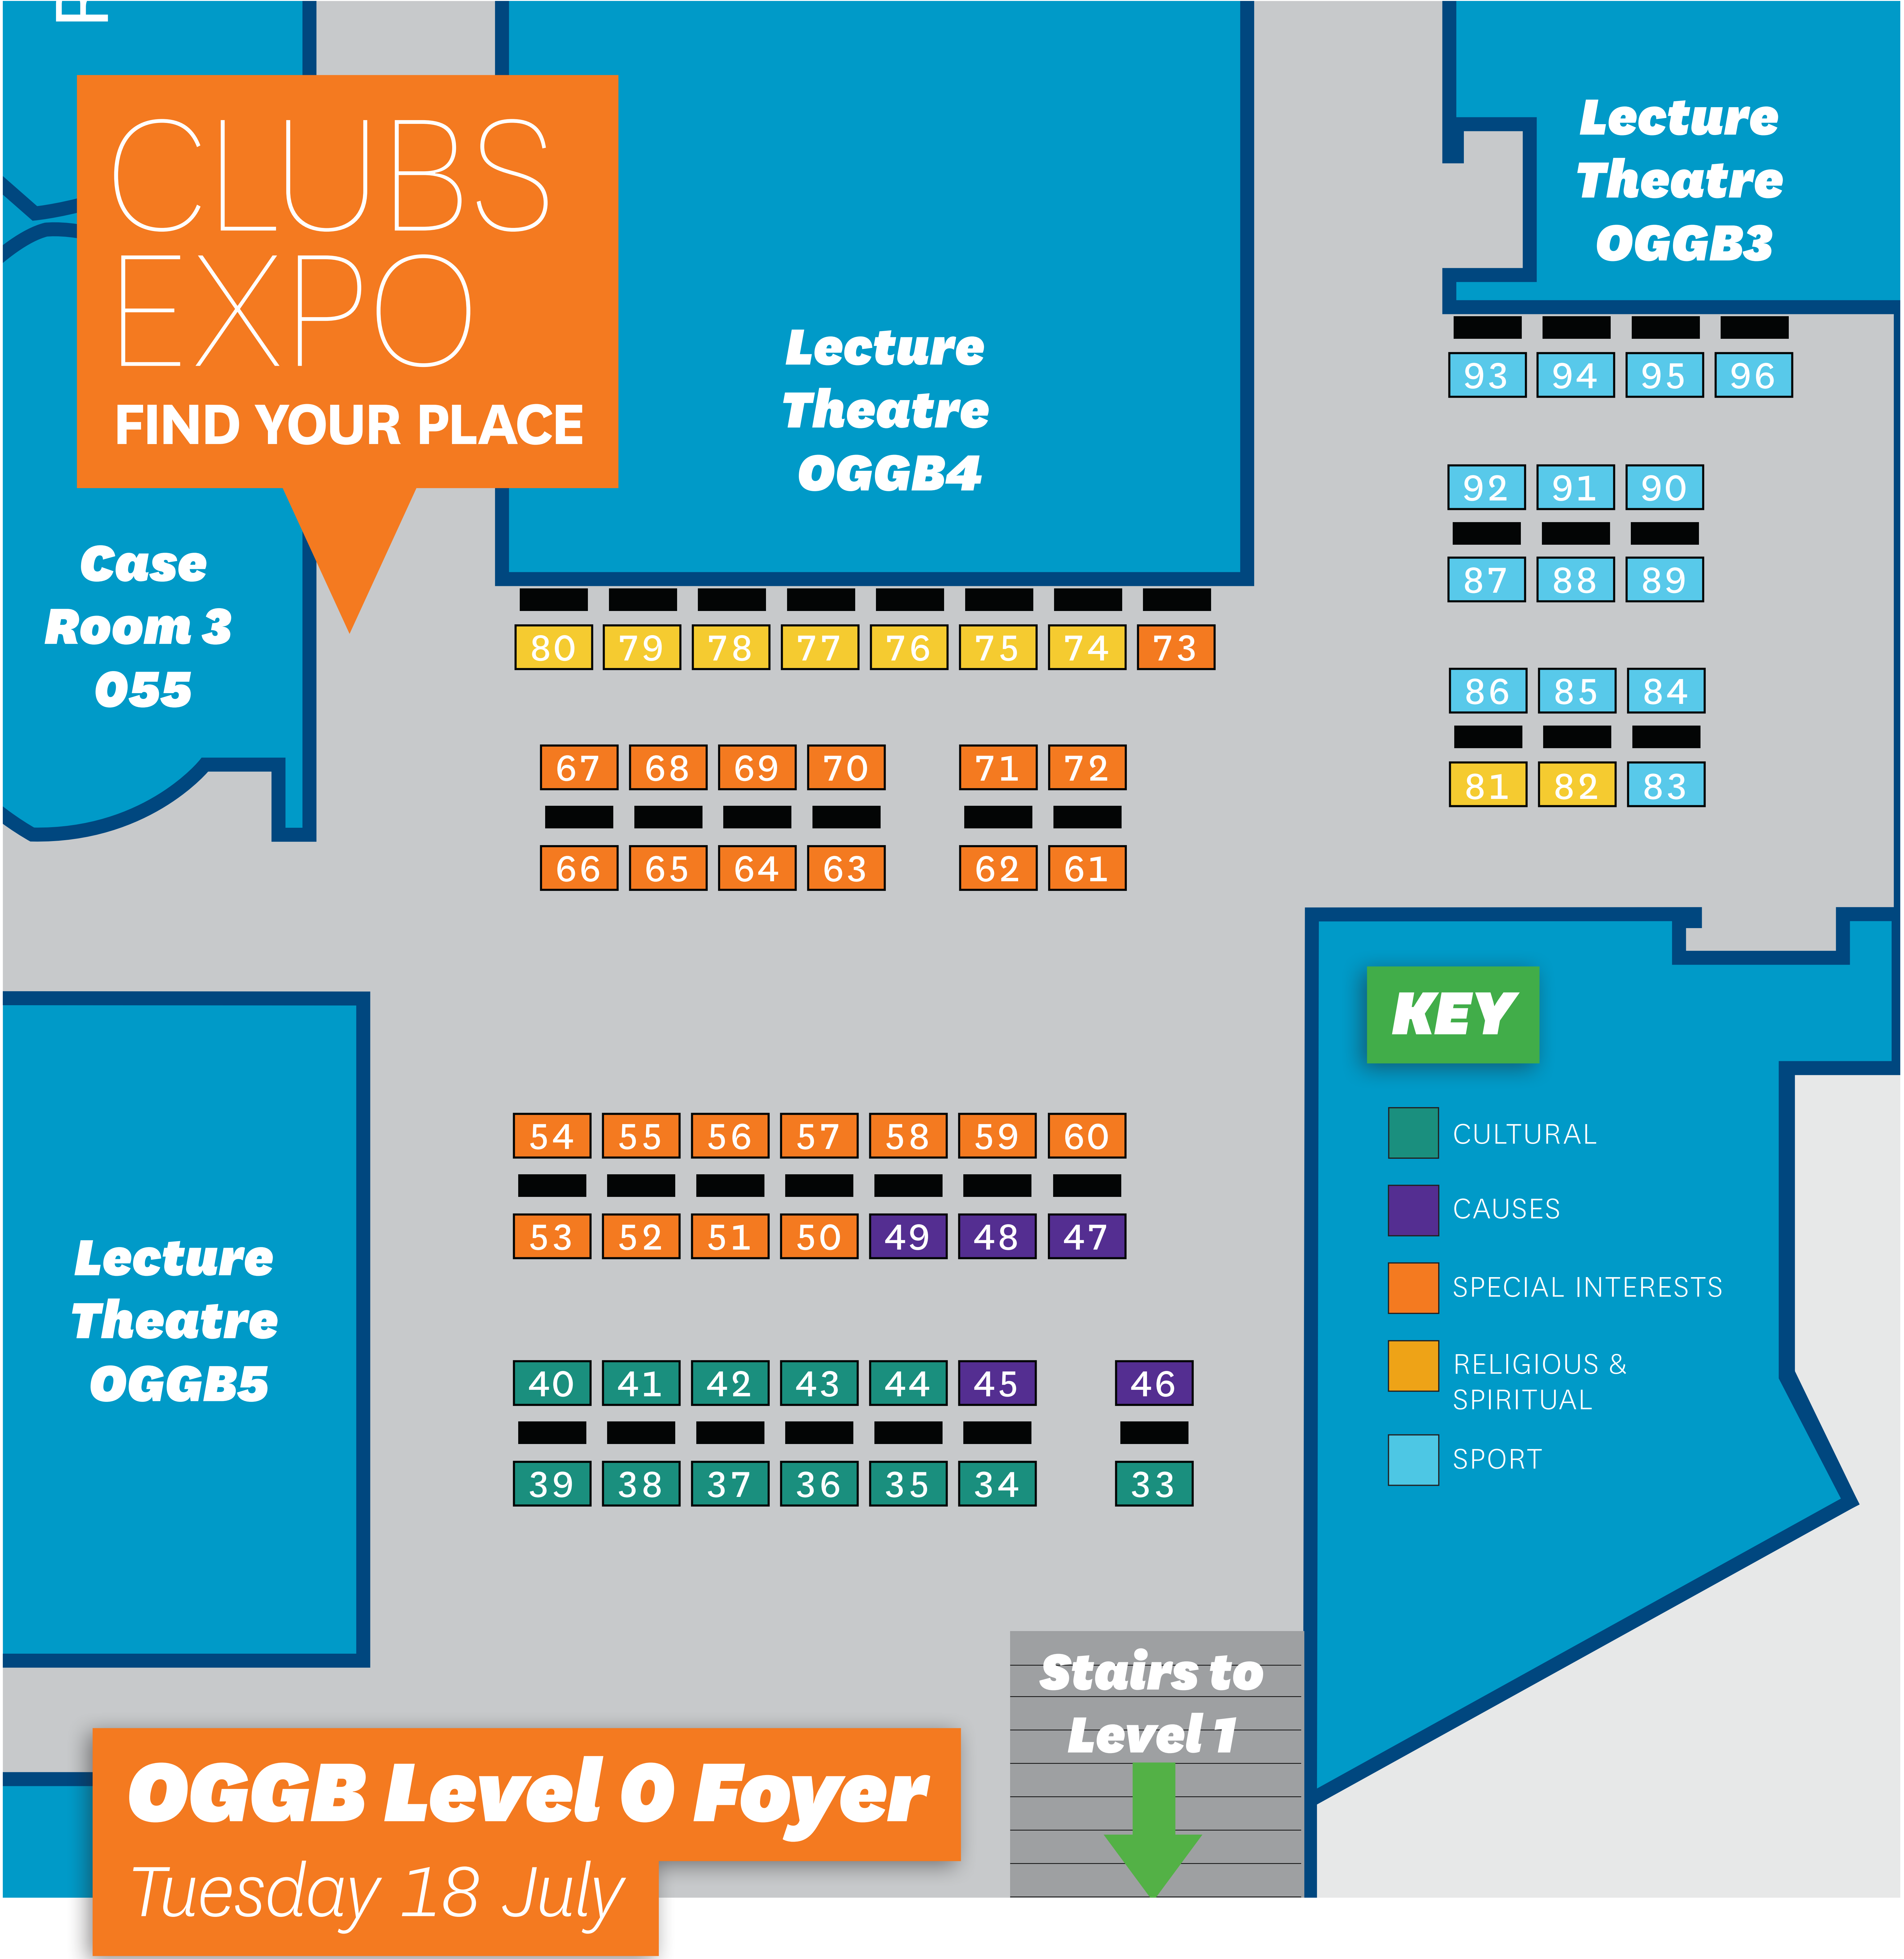 CLUBS
EXPO
FIND YOUR PLACE
Lecture
Theatre
OGGB4
Lecture
Theatre
OGGB3
Case
Room 3
055
93 94 95 96
92 91 90
87 88 89
86 85 84
81 82 83
80 79 78 77 76 75 74 73
67 68 69 70 71 72
66 65 64 63 62 61
54 55 56 57 58 59 60
53 52 51 50 49 48 47
40 41 42 43 44 45 46
39 38 37 36 35 34 33
Lecture
Theatre
OGGB5
KEY
CULTURAL
CAUSES
SPECIAL INTERESTS
RELIGIOUS &
SPIRITUAL
SPORT
Stairs to
Level 1
OGGB Level 0 Foyer
Tuesday 18 July